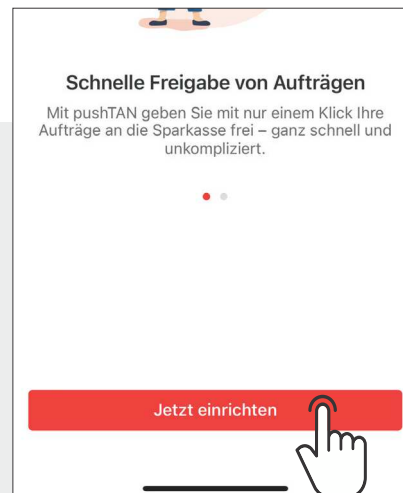 Schnelle Freigabe von Aufträgen
Mit pushTAN geben Sie mit nur einem Klick Ihre
Aufträge an die Sparkasse frei – ganz schnell und
unkompliziert.
Jetzt einrichten